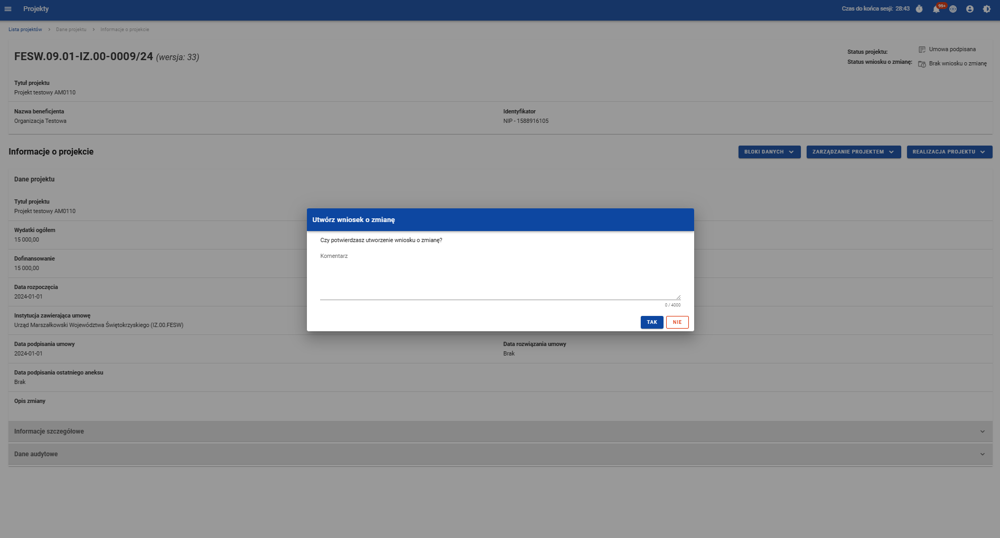 Projekty
Czas do końca sesji: 28:43
99+
Lista projektów > Dane projektu > Informacje o projekcie
FESW.09.01-IZ.00-0009/24 (wersja: 33)
Status projektu: Umowa podpisana
Status wniosku o zmianę: Brak wniosku o zmianę
Tytuł projektu
Projekt testowy AM0110
Nazwa beneficjenta
Organizacja Testowa
Identyfikator
NIP - 1588916105
Informacje o projekcie
BLOKI DANYCH
ZARZĄDZANIE PROJEKTEM
REALIZACJA PROJEKTU
Dane projektu
Tytuł projektu
Projekt testowy AM0110
Wydatki ogółem
15 000,00
Dofinansowanie
15 000,00
Data rozpoczęcia
2024-01-01
Instytucja zawierająca umowę
Urząd Marszałkowski Województwa Świętokrzyskiego (IZ.00.FESW)
Data podpisania umowy
2024-01-01
Data rozwiązania umowy
Brak
Data podpisania ostatniego aneksu
Brak
Opis zmiany
Informacje szczegółowe
Dane audytowe
Utwórz wniosek o zmianę
Czy potwierdzasz utworzenie wniosku o zmianę?
Komentarz
0 / 4000
TAK
NIE